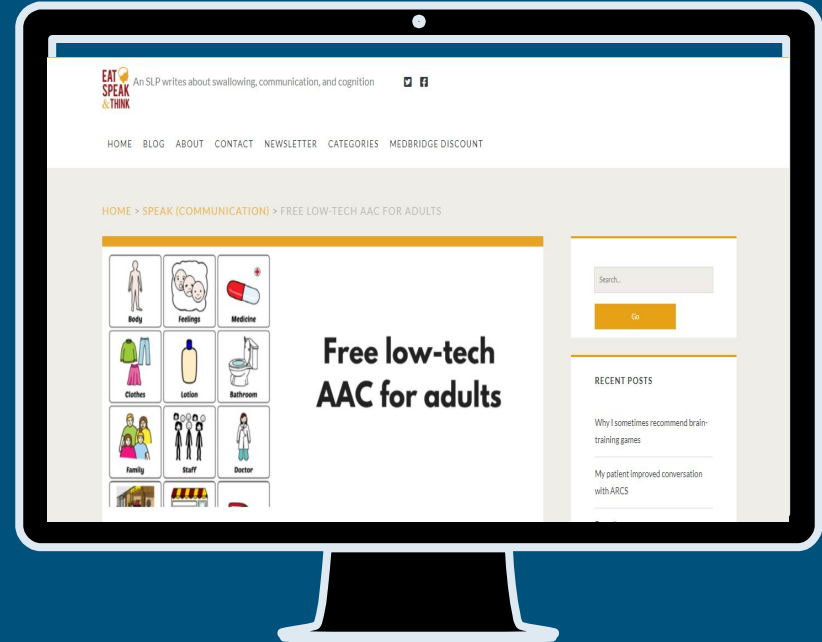 EAT
SPEAK
& THINK
An SLP writes about swallowing, communication, and cognition
HOME BLOG ABOUT CONTACT NEWSLETTER CATEGORIES MEDBRIDGE DISCOUNT
HOME > SPEAK (COMMUNICATION) > FREE LOW-TECH AAC FOR ADULTS
Body Feelings Medicine
Clothes Lotion Bathroom
Family Staff Doctor
Free low-tech
AAC for adults
Search...
Go
RECENT POSTS
Why I sometimes recommend brain-
training games
My patient improved conversation
with ARCS